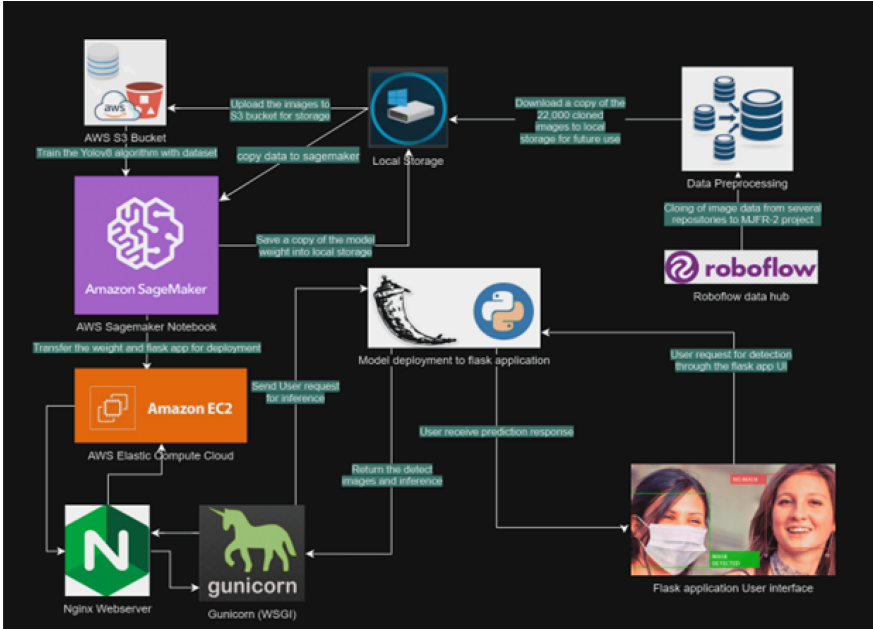 aws
AWS S3 Bucket
Train the Yolov8 algorithm with dataset
Upload the images to
S3 bucket for storage
copy data to sagemaker
Local Storage
Download a copy of the
22,000 cloned
images to local
storage for future use
Data Preprocessing
Cloing of image data from several
repositories to MJFR-2 project
roboflow
Roboflow data hub
Amazon SageMaker
AWS Sagemaker Notebook
Save a copy of the model
weight into local storage
Transfer the weight and flask app for deployment
Model deployment to flask application
User request for detection
through the flask app UI
Send User request
for inference
Amazon EC2
AWS Elastic Compute Cloud
User receive prediction response
Return the detect
images and inference
NO MASK
MASK
DETECTED
Flask application User interface
N
Nginx Webserver
gunicorn
Gunicorn (WSGI)